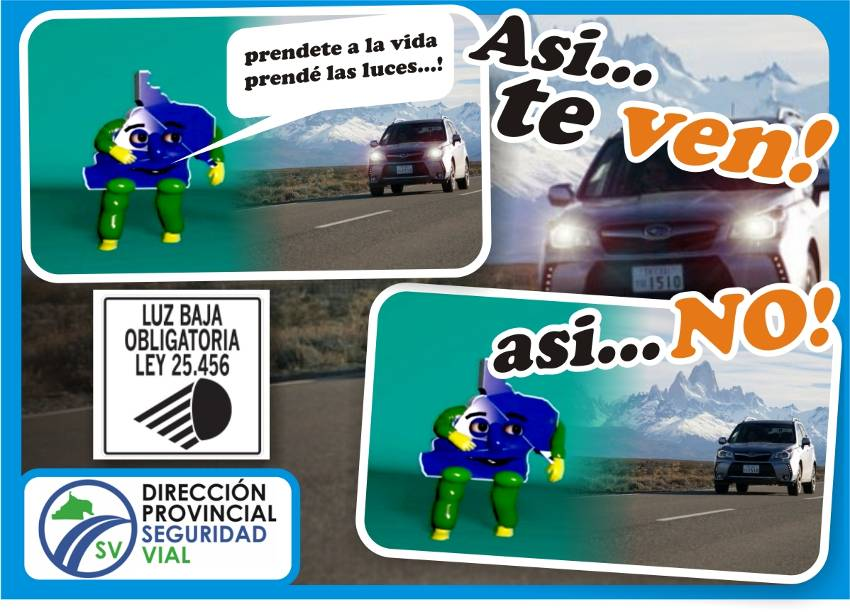 prendete a la vida
prendé las luces...!
Asi...
te ven!
asi... NO!
LUZ BAJA
OBLIGATORIA
LEY 25.456
SV
DIRECCIÓN
PROVINCIAL
SEGURIDAD
VIAL